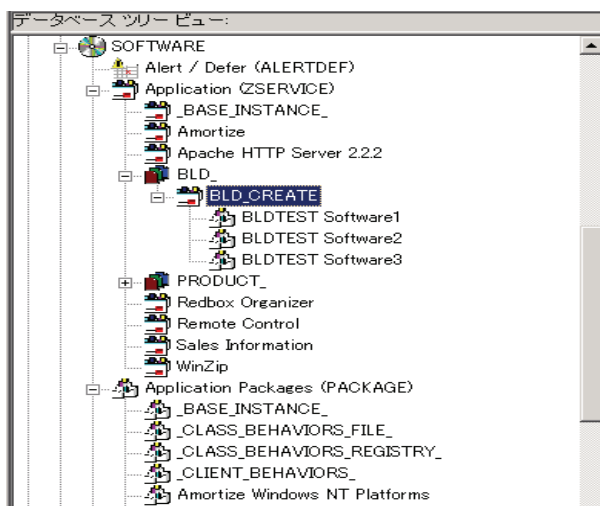 データベース ツリー ビュー:
SOFTWARE
Alert / Defer (ALERTDEF)
Application (ZSERVICE)
_BASE_INSTANCE_
Amortize
Apache HTTP Server 2.2.2
BLD_
BLD_CREATE
BLDTEST Software1
BLDTEST Software2
BLDTEST Software3
PRODUCT_
Redbox Organizer
Remote Control
Sales Information
WinZip
Application Packages (PACKAGE)
_BASE_INSTANCE_
_CLASS_BEHAVIORS_FILE_
_CLASS_BEHAVIORS_REGISTRY_
_CLIENT_BEHAVIORS_
Amortize Windows NT Platforms